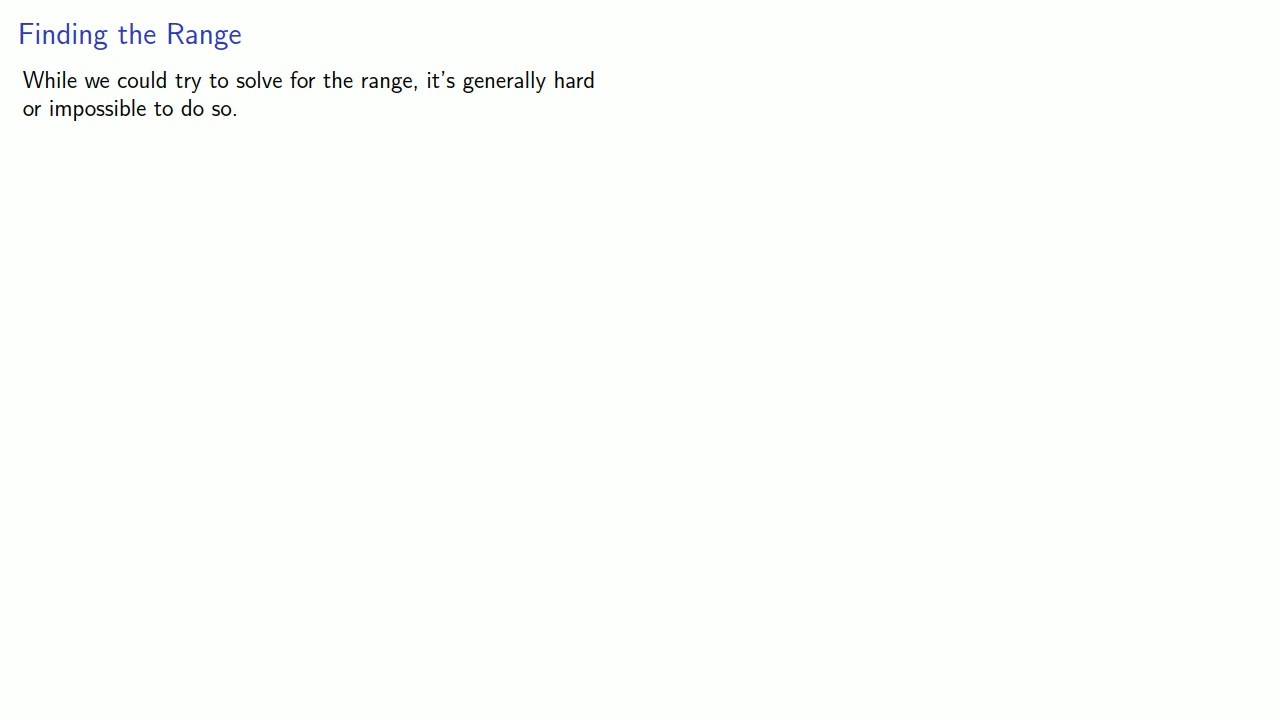 Finding the Range
While we could try to solve for the range, it's generally hard
or impossible to do so.